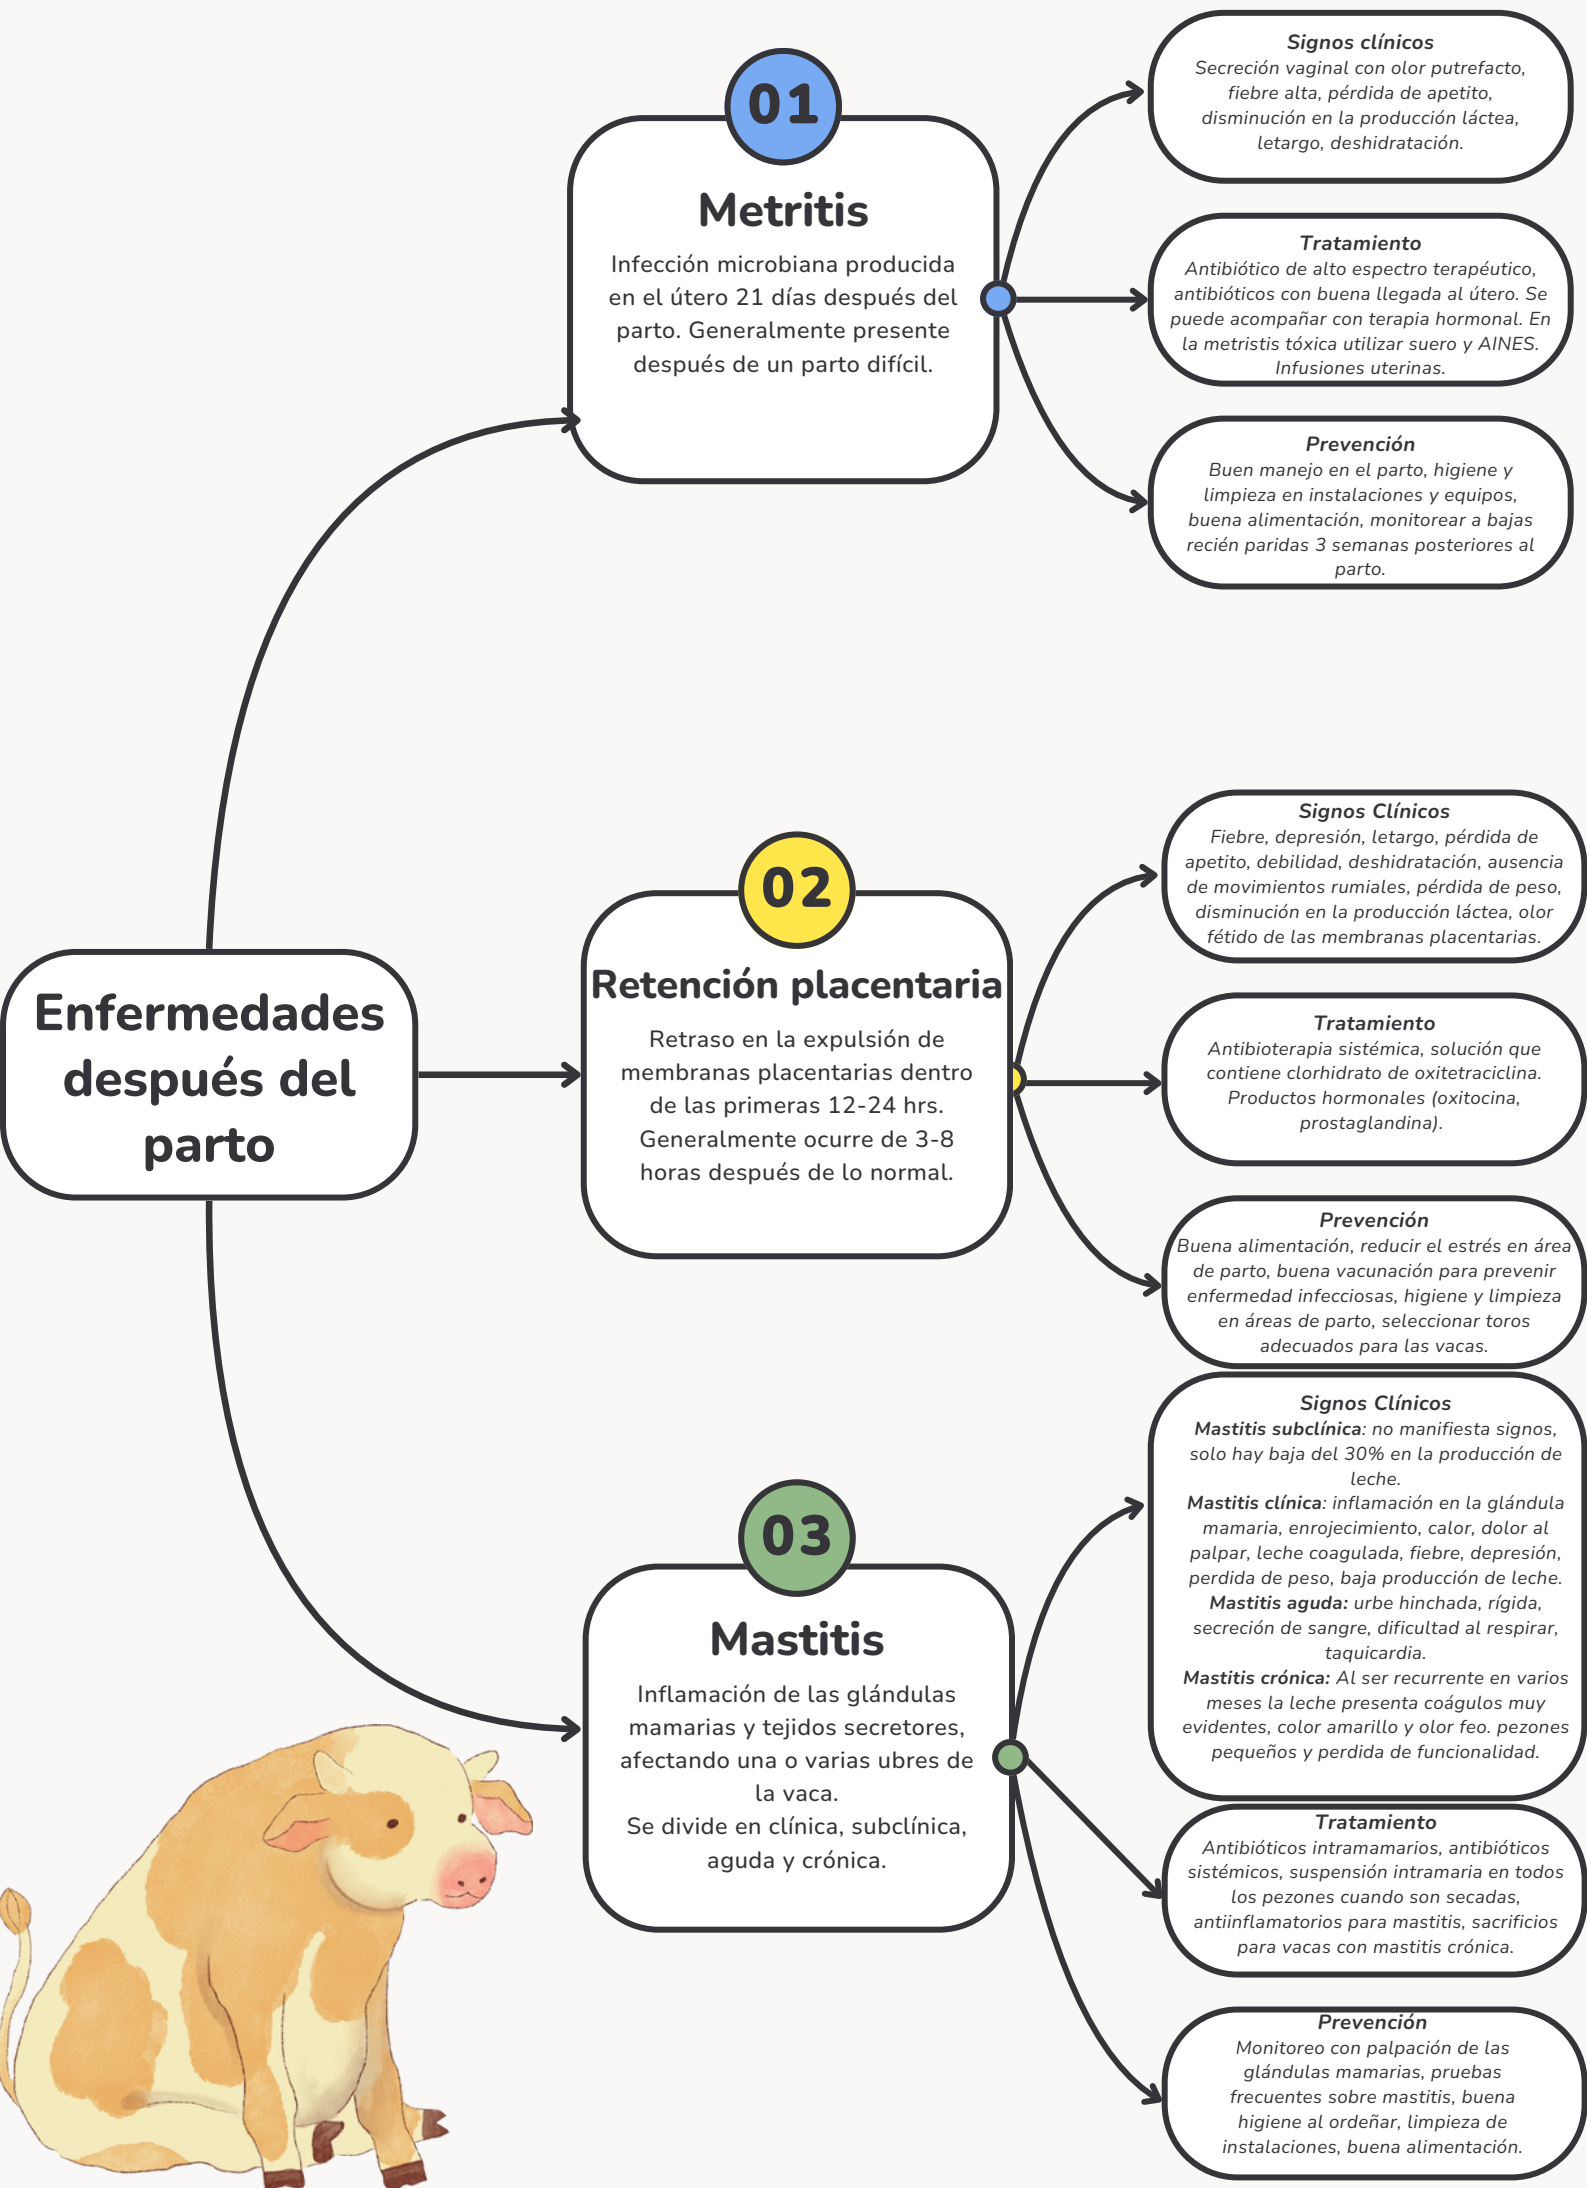 Enfermedades
después del
parto
01
Metritis
Infección microbiana producida
en el útero 21 días después del
parto. Generalmente presente
después de un parto difícil.
Signos clínicos
Secreción vaginal con olor putrefacto,
fiebre alta, pérdida de apetito,
disminución en la producción láctea,
letargo, deshidratación.
Tratamiento
Antibiótico de alto espectro terapéutico,
antibióticos con buena llegada al útero. Se
puede acompañar con terapia hormonal. En
la metristis tóxica utilizar suero y AINES.
Infusiones uterinas.
Prevención
Buen manejo en el parto, higiene y
limpieza en instalaciones y equipos,
buena alimentación, monitorear a bajas
recién paridas 3 semanas posteriores al
parto.
02
Retención placentaria
Retraso en la expulsión de
membranas placentarias dentro
de las primeras 12-24 hrs.
Generalmente ocurre de 3-8
horas después de lo normal.
Signos Clínicos
Fiebre, depresión, letargo, pérdida de
apetito, debilidad, deshidratación, ausencia
de movimientos rumiales, pérdida de peso,
disminución en la producción láctea, olor
fétido de las membranas placentarias.
Tratamiento
Antibioterapia sistémica, solución que
contiene clorhidrato de oxitetraciclina.
Productos hormonales (oxitocina,
prostaglandina).
Prevención
Buena alimentación, reducir el estrés en área
de parto, buena vacunación para prevenir
enfermedad infecciosas, higiene y limpieza
en áreas de parto, seleccionar toros
adecuados para las vacas.
03
Mastitis
Inflamación de las glándulas
mamarias y tejidos secretores,
afectando una o varias ubres de
la vaca.
Se divide en clínica, subclínica,
aguda y crónica.
Signos Clínicos
Mastitis subclínica: no manifiesta signos,
solo hay baja del 30% en la producción de
leche.
Mastitis clínica: inflamación en la glándula
mamaria, enrojecimiento, calor, dolor al
palpar, leche coagulada, fiebre, depresión,
perdida de peso, baja producción de leche.
Mastitis aguda: urbe hinchada, rígida,
secreción de sangre, dificultad al respirar,
taquicardia.
Mastitis crónica: Al ser recurrente en varios
meses la leche presenta coágulos muy
evidentes, color amarillo y olor feo. pezones
pequeños y perdida de funcionalidad.
Tratamiento
Antibióticos intramamarios, antibióticos
sistémicos, suspensión intramaria en todos
los pezones cuando son secadas,
antiinflamatorios para mastitis, sacrificios
para vacas con mastitis crónica.
Prevención
Monitoreo con palpación de las
glándulas mamarias, pruebas
frecuentes sobre mastitis, buena
higiene al ordeñar, limpieza de
instalaciones, buena alimentación.